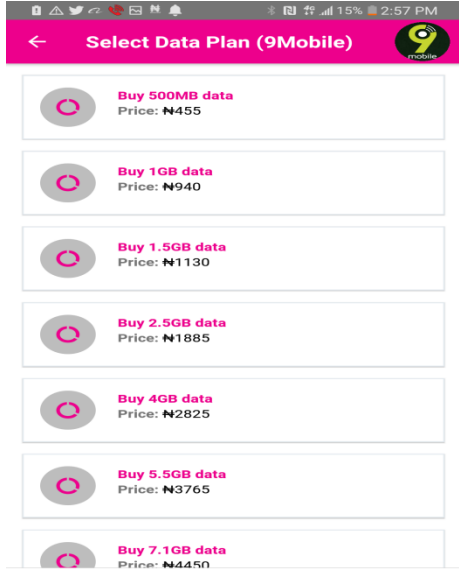 15% 2:57 PM
Select Data Plan (9Mobile)
9
mobile
Buy 500MB data
Price: ₦455
Buy 1GB data
Price: ₦940
Buy 1.5GB data
Price: ₦1130
Buy 2.5GB data
Price: ₦1885
Buy 4GB data
Price: ₦2825
Buy 5.5GB data
Price: ₦3765
Buy 7.1GB data
Price: ₦4450